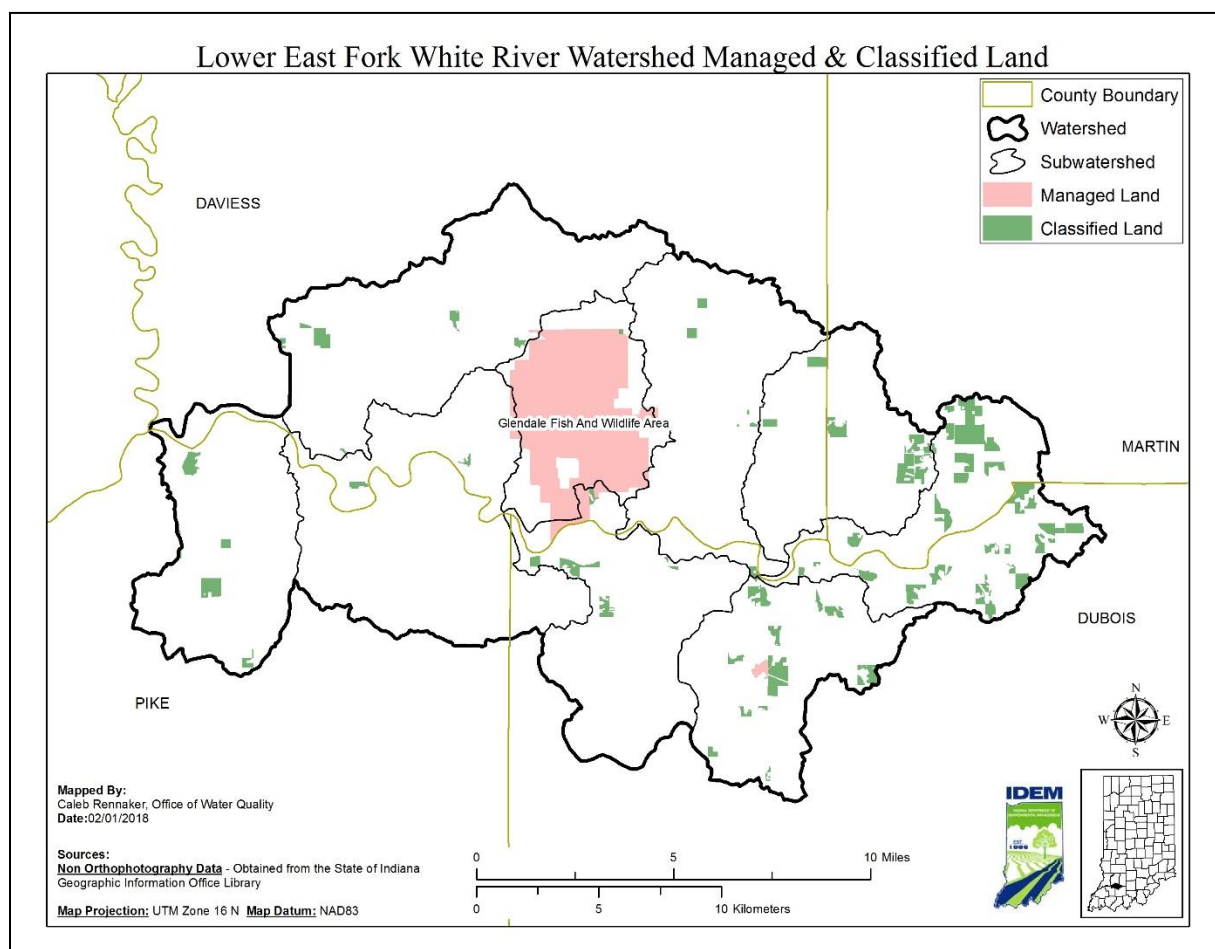 Lower East Fork White River Watershed Managed & Classified Land
County Boundary
Watershed
Subwatershed
Managed Land
Classified Land
DAVIESS
Glendale Fish And Wildlife Area
MARTIN
DUBOIS
PIKE
N
W E
S
Mapped By:
Caleb Rennaker, Office of Water Quality
Date:02/01/2018
Sources:
Non Orthophotography Data - Obtained from the State of Indiana
Geographic Information Office Library
Map Projection: UTM Zone 16 N Map Datum: NAD83
0 5 10 Miles
0 5 10 Kilometers
IDEM
EST.
1986